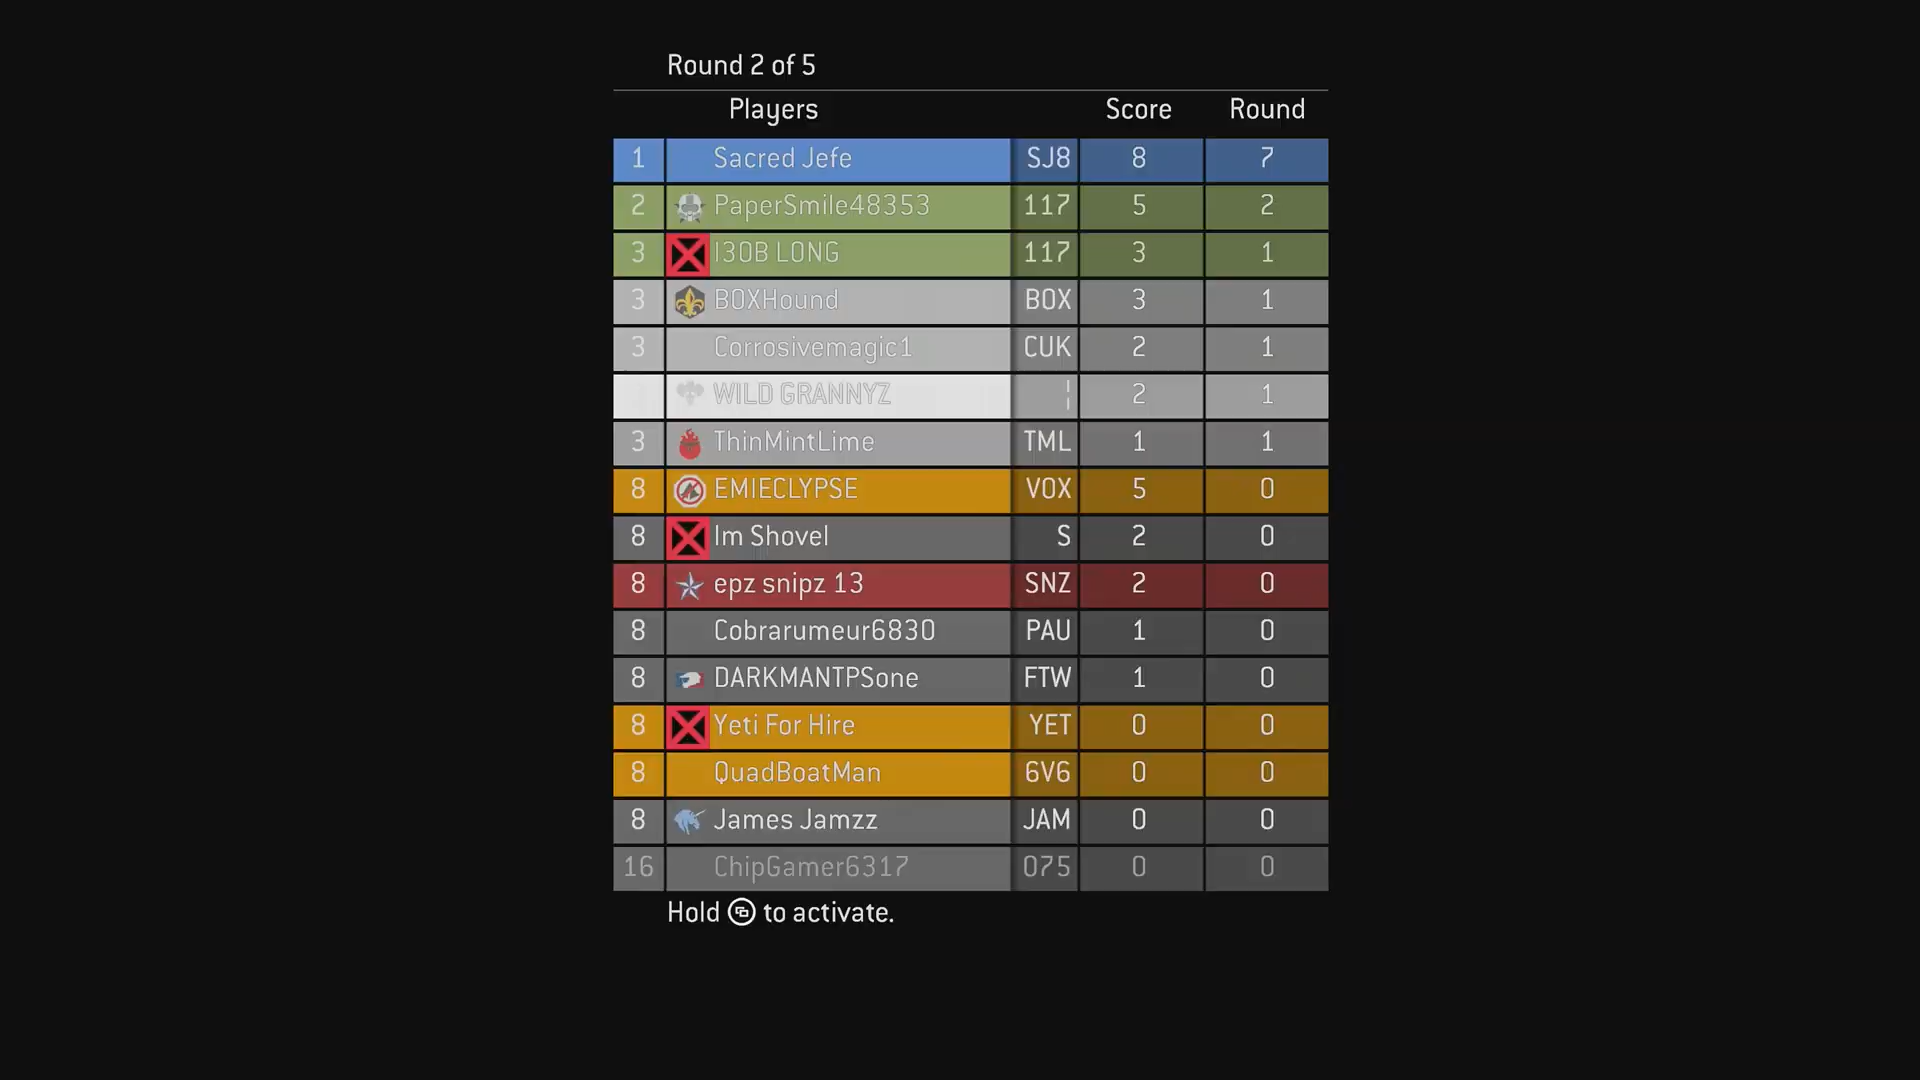 Round 2 of 5
Players Score Round
1 Sacred Jefe SJ8 8 7
2 PaperSmile48353 117 5 2
3 I30B LONG 117 3 1
3 BOXHound BOX 3 1
3 Corrosivemagic1 CUK 2 1
WILD GRANNYZ ¦ 2 1
3 ThinMintLime TML 1 1
8 EMIECLYPSE VOX 5 0
8 Im Shovel S 2 0
8 epz snipz 13 SNZ 2 0
8 Cobrarumeur6830 PAU 1 0
8 DARKMANTPSone FTW 1 0
8 Yeti For Hire YET 0 0
8 QuadBoatMan 6V6 0 0
8 James Jamzz JAM 0 0
16 ChipGamer6317 075 0 0
Hold to activate.